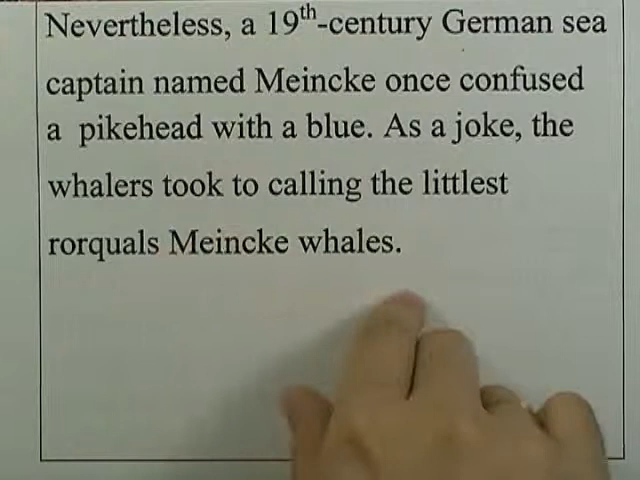 Nevertheless, a 19th-century German sea
captain named Meincke once confused
a pikehead with a blue. As a joke, the
whalers took to calling the littlest
rorquals Meincke whales.